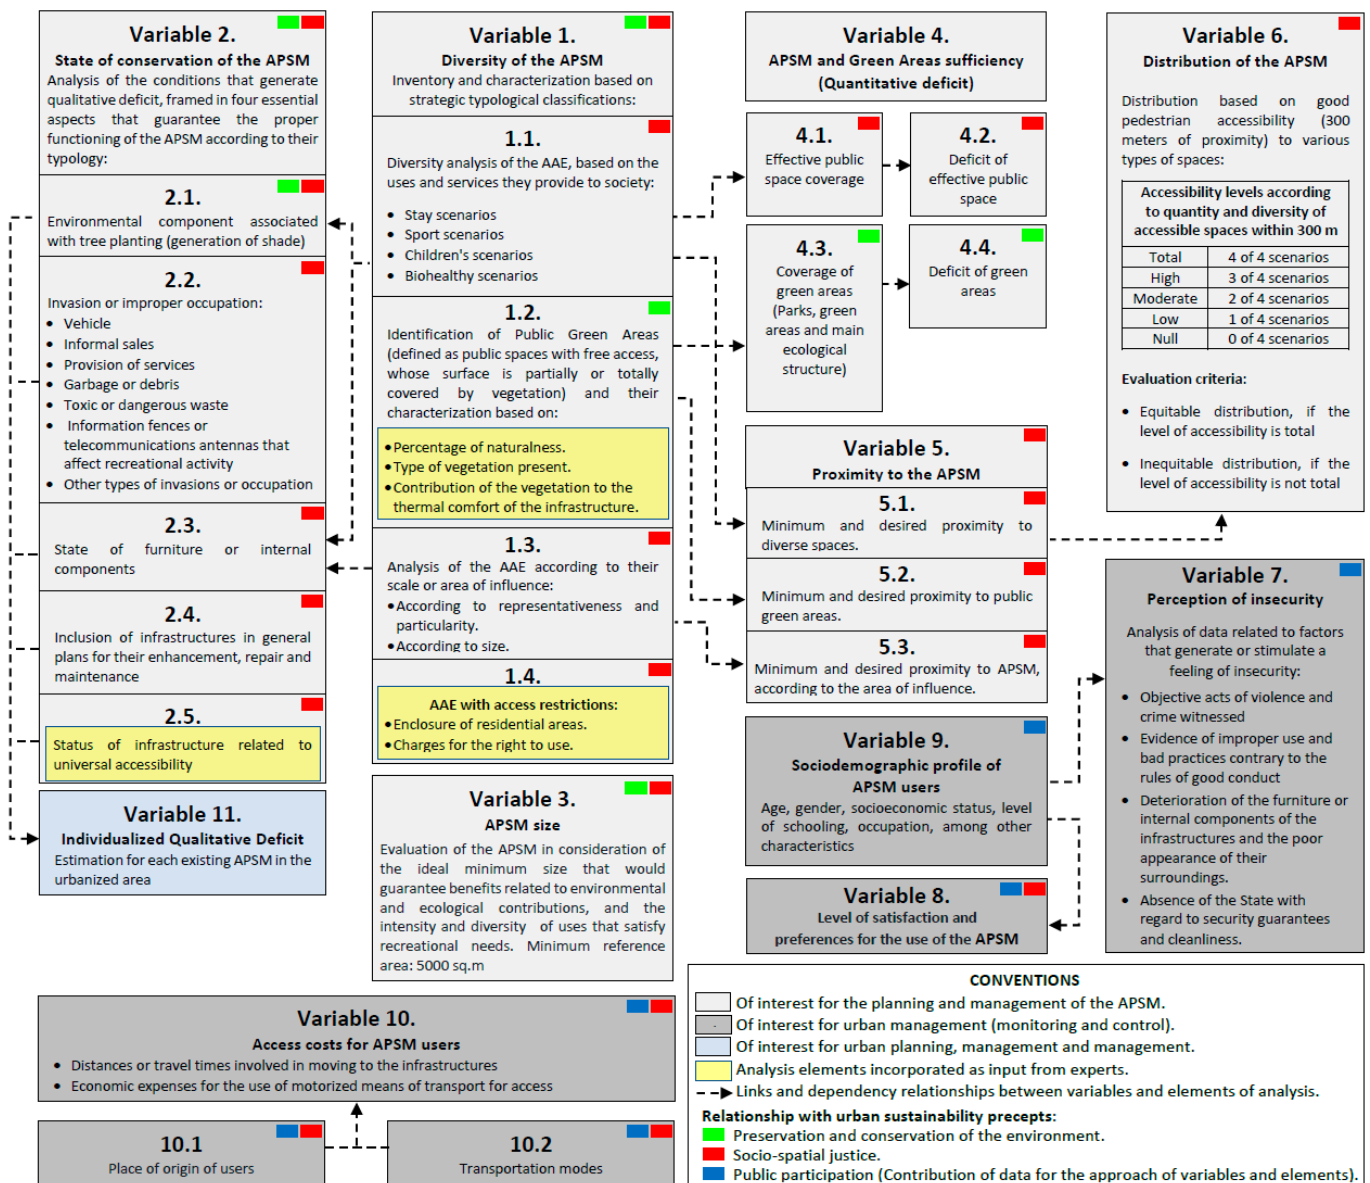 Variable 2.
State of conservation of the APSM
Analysis of the conditions that generate
qualitative deficit, framed in four essential
aspects that guarantee the proper
functioning of the APSM according to their
typology:
2.1.
Environmental component associated
with tree planting (generation of shade)
2.2.
Invasion or improper occupation:
• Vehicle
• Informal sales
• Provision of services
• Garbage or debris
• Toxic or dangerous waste
• Information fences or
telecommunications antennas that
affect recreational activity
• Other types of invasions or occupation
2.3.
State of furniture or internal
components
2.4.
Inclusion of infrastructures in general
plans for their enhancement, repair and
maintenance
2.5.
Status of infrastructure related to
universal accessibility
Variable 11.
Individualized Qualitative Deficit
Estimation for each existing APSM in the
urbanized area
Variable 1.
Diversity of the APSM
Inventory and characterization based on
strategic typological classifications:
1.1.
Diversity analysis of the AAE, based on the
uses and services they provide to society:
• Stay scenarios
• Sport scenarios
• Children's scenarios
• Biohealthy scenarios
1.2.
Identification of Public Green Areas
(defined as public spaces with free access,
whose surface is partially or totally
covered by vegetation) and their
characterization based on:
• Percentage of naturalness.
• Type of vegetation present.
• Contribution of the vegetation to the
thermal comfort of the infrastructure.
1.3.
Analysis of the AAE according to their
scale or area of influence:
• According to representativeness and
particularity.
• According to size.
1.4.
AAE with access restrictions:
• Enclosure of residential areas.
• Charges for the right to use.
Variable 3.
APSM size
Evaluation of the APSM in consideration of
the ideal minimum size that would
guarantee benefits related to environmental
and ecological contributions, and the
intensity and diversity of uses that satisfy
recreational needs. Minimum reference
area: 5000 sq.m
Variable 4.
APSM and Green Areas sufficiency
(Quantitative deficit)
4.1.
Effective public
space coverage
4.2.
Deficit of
effective public
space
4.3.
Coverage of
green areas
(Parks, green
areas and main
ecological
structure)
4.4.
Deficit of green
areas
Variable 5.
Proximity to the APSM
5.1.
Minimum and desired proximity to
diverse spaces.
5.2.
Minimum and desired proximity to public
green areas.
5.3.
Minimum and desired proximity to APSM,
according to the area of influence.
Variable 9.
Sociodemographic profile of
APSM users
Age, gender, socioeconomic status, level
of schooling, occupation, among other
characteristics
Variable 8.
Level of satisfaction and
preferences for the use of the APSM
Variable 6.
Distribution of the APSM
Distribution based on good
pedestrian accessibility (300
meters of proximity) to various
types of spaces:
Accessibility levels according
to quantity and diversity of
accessible spaces within 300 m
Total 4 of 4 scenarios
High 3 of 4 scenarios
Moderate 2 of 4 scenarios
Low 1 of 4 scenarios
Null 0 of 4 scenarios
Evaluation criteria:
• Equitable distribution, if the
level of accessibility is total
• Inequitable distribution, if the
level of accessibility is not total
Variable 7.
Perception of insecurity
Analysis of data related to factors
that generate or stimulate a
feeling of insecurity:
• Objective acts of violence and
crime witnessed
• Evidence of improper use and
bad practices contrary to the
rules of good conduct
• Deterioration of the furniture or
internal components of the
infrastructures and the poor
appearance of their
surroundings.
• Absence of the State with
regard to security guarantees
and cleanliness.
Variable 10.
Access costs for APSM users
• Distances or travel times involved in moving to the infrastructures
• Economic expenses for the use of motorized means of transport for access
10.1
Place of origin of users
10.2
Transportation modes
CONVENTIONS
Of interest for the planning and management of the APSM.
Of interest for urban management (monitoring and control).
Of interest for urban planning, management and management.
Analysis elements incorporated as input from experts.
Links and dependency relationships between variables and elements of analysis.
Relationship with urban sustainability precepts:
Preservation and conservation of the environment.
Socio-spatial justice.
Public participation (Contribution of data for the approach of variables and elements).